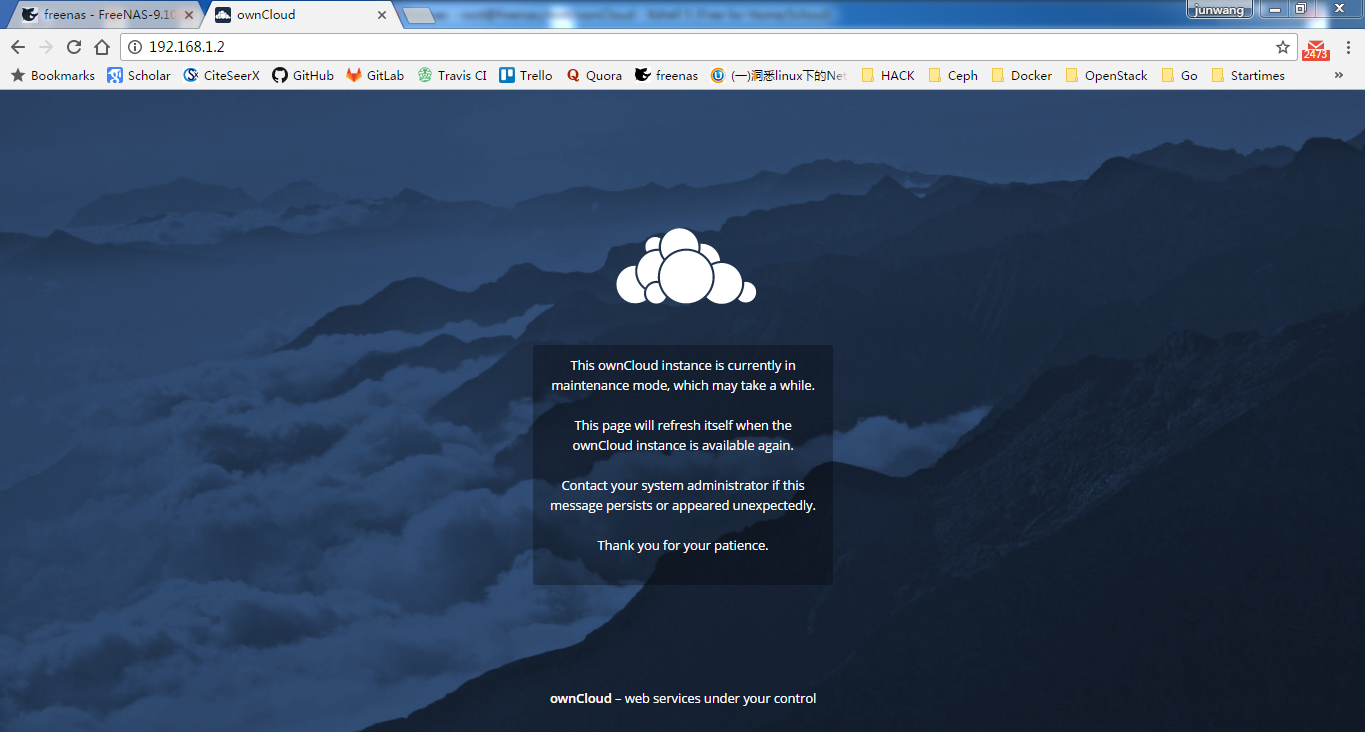 freenas - FreeNAS-9.10
ownCloud
junwang
192.168.1.2
2473
Bookmarks Scholar CiteSeerX GitHub GitLab Travis CI Trello Quora freenas (一)洞悉linux下的Net HACK Ceph Docker OpenStack Go Startimes »
This ownCloud instance is currently in
maintenance mode, which may take a while.
This page will refresh itself when the
ownCloud instance is available again.
Contact your system administrator if this
message persists or appeared unexpectedly.
Thank you for your patience.
ownCloud – web services under your control